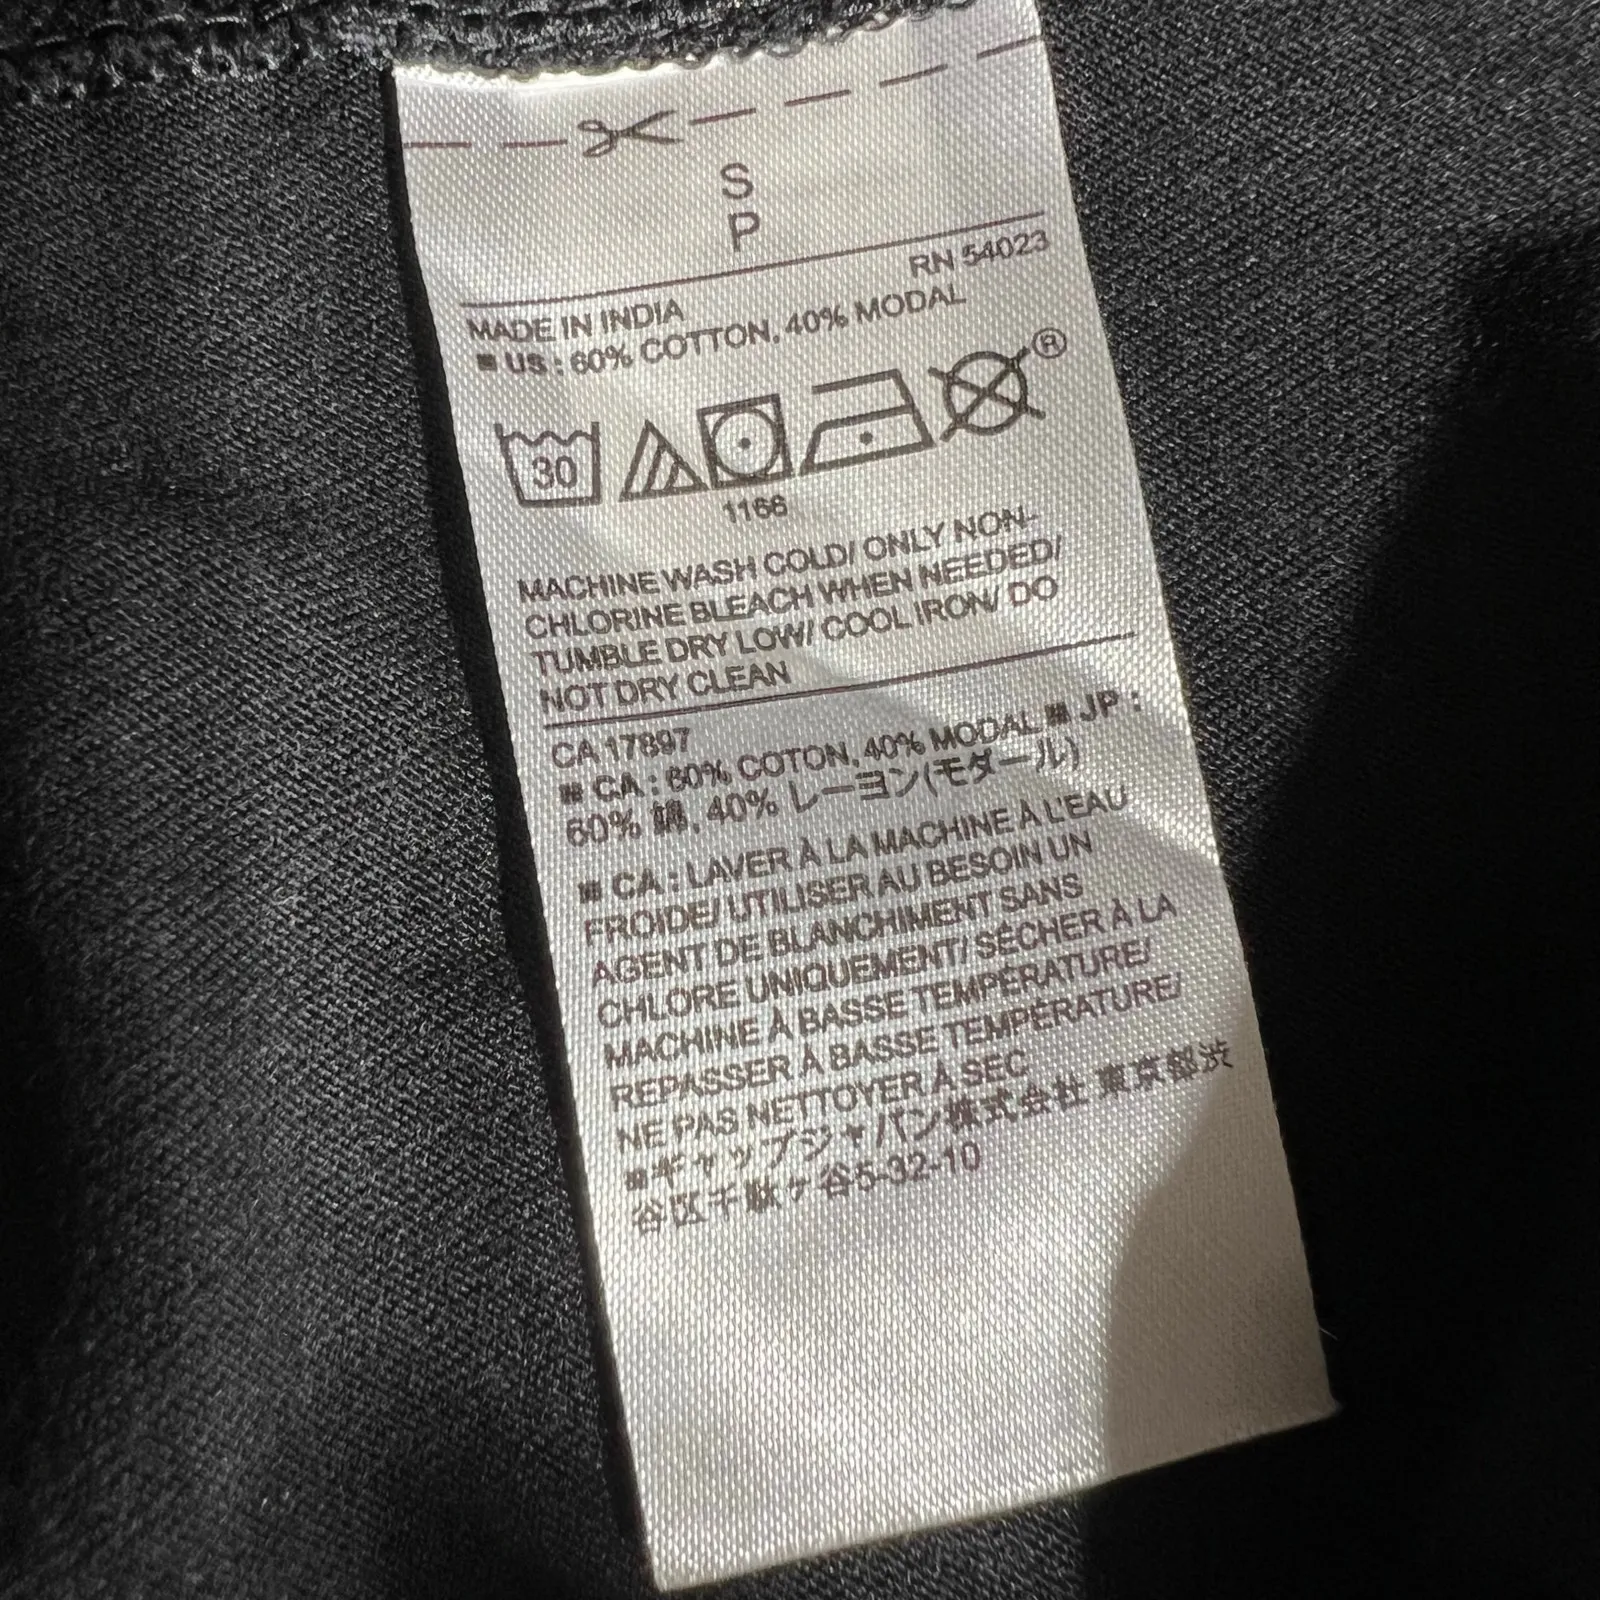 S
P
RN 54023
MADE IN INDIA
■ US : 60% COTTON, 40% MODAL
®
30
1166
MACHINE WASH COLD/ ONLY NON-
CHLORINE BLEACH WHEN NEEDED/
TUMBLE DRY LOW/ COOL IRON/ DO
NOT DRY CLEAN
CA 17897
■ CA : 60% COTON, 40% MODAL ■ JP :
60% 綿, 40% レーヨン(モダール)
■ CA : LAVER À LA MACHINE À L'EAU
FROIDE/ UTILISER AU BESOIN UN
AGENT DE BLANCHIMENT SANS
CHLORE UNIQUEMENT/ SÉCHER À LA
MACHINE À BASSE TEMPÉRATURE/
REPASSER À BASSE TEMPÉRATURE/
NE PAS NETTOYER À SEC
■ギャップジャパン株式会社 東京都渋
谷区千駄ヶ谷5-32-10